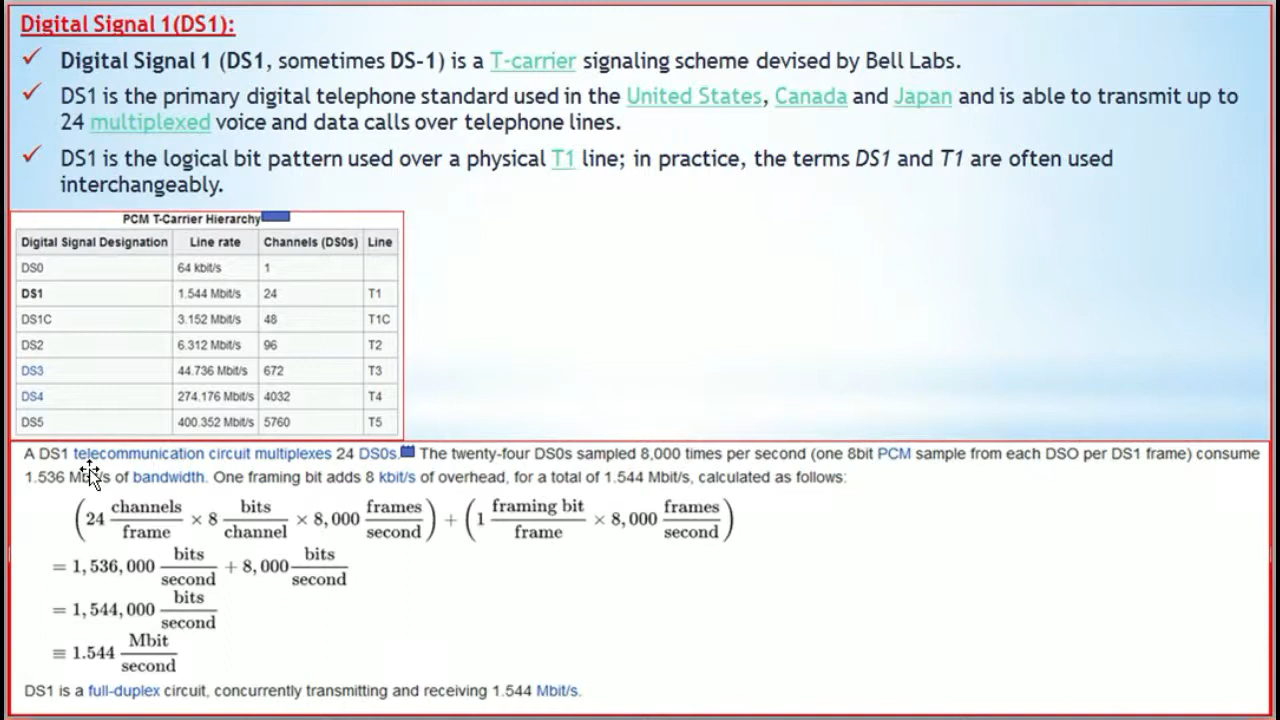 Digital Signal 1(DS1):
✓ Digital Signal 1 (DS1, sometimes DS-1) is a T-carrier signaling scheme devised by Bell Labs.
✓ DS1 is the primary digital telephone standard used in the United States, Canada and Japan and is able to transmit up to
24 multiplexed voice and data calls over telephone lines.
✓ DS1 is the logical bit pattern used over a physical T1 line; in practice, the terms DS1 and T1 are often used
interchangeably.
PCM T-Carrier Hierarchy
Digital Signal Designation Line rate Channels (DS0s) Line
DS0 64 kbit/s 1
DS1 1.544 Mbit/s 24 T1
DS1C 3.152 Mbit/s 48 T1C
DS2 6.312 Mbit/s 96 T2
DS3 44.736 Mbit/s 672 T3
DS4 274.176 Mbit/s 4032 T4
DS5 400.352 Mbit/s 5760 T5
A DS1 telecommunication circuit multiplexes 24 DS0s. The twenty-four DS0s sampled 8,000 times per second (one 8bit PCM sample from each DSO per DS1 frame) consume
1.536 Mbit/s of bandwidth. One framing bit adds 8 kbit/s of overhead, for a total of 1.544 Mbit/s, calculated as follows:
(24 channels/frame × 8 bits/channel × 8,000 frames/second) + (1 framing bit/frame × 8,000 frames/second)
= 1,536,000 bits/second + 8,000 bits/second
= 1,544,000 bits/second
≡ 1.544 Mbit/second
DS1 is a full-duplex circuit, concurrently transmitting and receiving 1.544 Mbit/s.